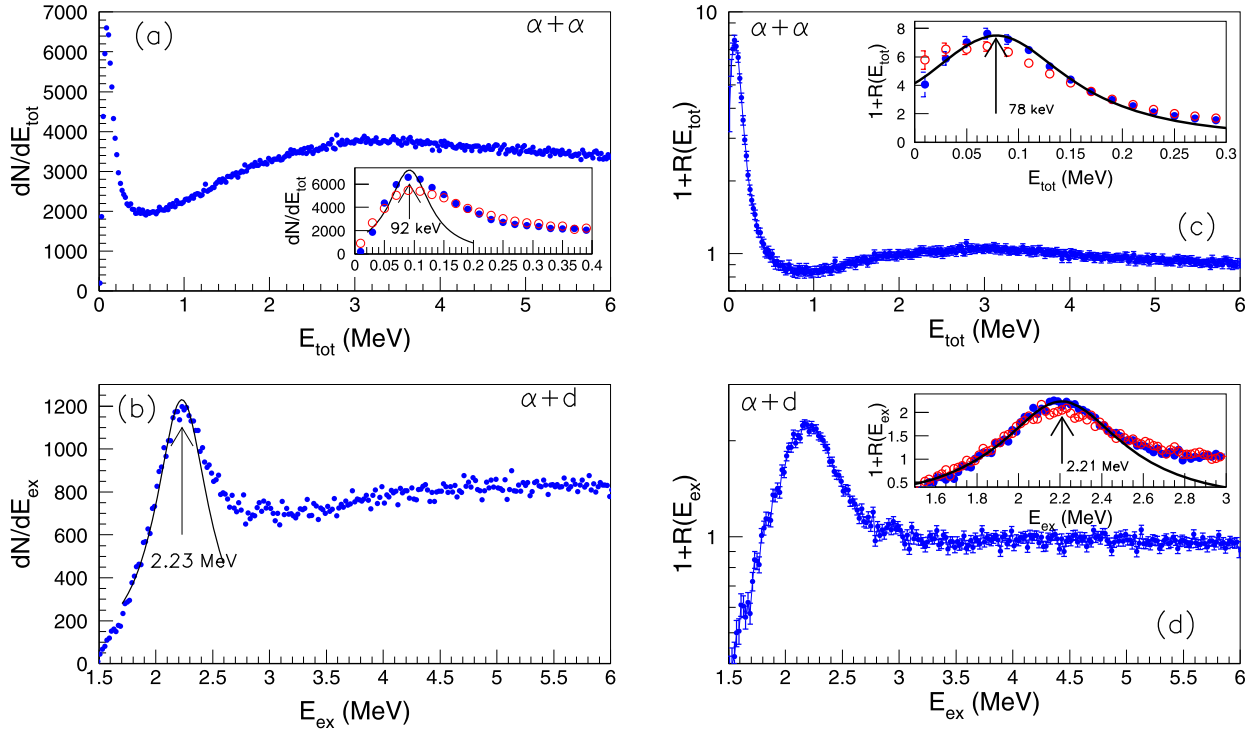 (a)
α+α
dN/dE_tot
7000
6000
5000
4000
3000
2000
1000
0
0 1 2 3 4 5 6
E_tot (MeV)
dN/dE_tot
6000
4000
2000
0
92 keV
0 0.05 0.1 0.15 0.2 0.25 0.3 0.35 0.4
α+α
(c)
1+R(E_tot)
10
1
0 1 2 3 4 5 6
E_tot (MeV)
1+R(E_tot)
8
6
4
2
0
78 keV
0 0.05 0.1 0.15 0.2 0.25 0.3
E_tot (MeV)
(b)
α+d
dN/dE_ex
1200
1000
800
600
400
200
0
2.23 MeV
1.5 2 2.5 3 3.5 4 4.5 5 5.5 6
E_ex (MeV)
α+d
(d)
1+R(E_ex)
1
1.5 2 2.5 3 3.5 4 4.5 5 5.5 6
E_ex (MeV)
1+R(E_ex)
2
1.5
1
0.5
2.21 MeV
1.6 1.8 2 2.2 2.4 2.6 2.8 3
E_ex (MeV)